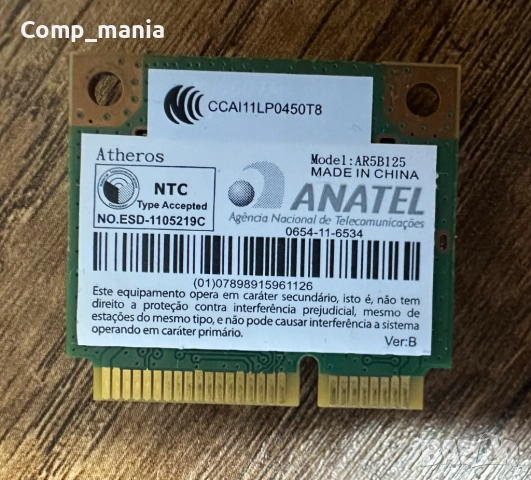 Comp_mania
CCAI11LP0450T8
Atheros
Model:AR5B125
MADE IN CHINA
NTC
Type Accepted
NO.ESD-1105219C
ANATEL
Agência Nacional de Telecomunicações
0654-11-6534
(01)07898915961126
Este equipamento opera em caráter secundário, isto é, não tem
direito a proteção contra interferência prejudicial, mesmo de
estações do mesmo tipo, e não pode causar interferência a sistema
operando em caráter primário.
Ver:B